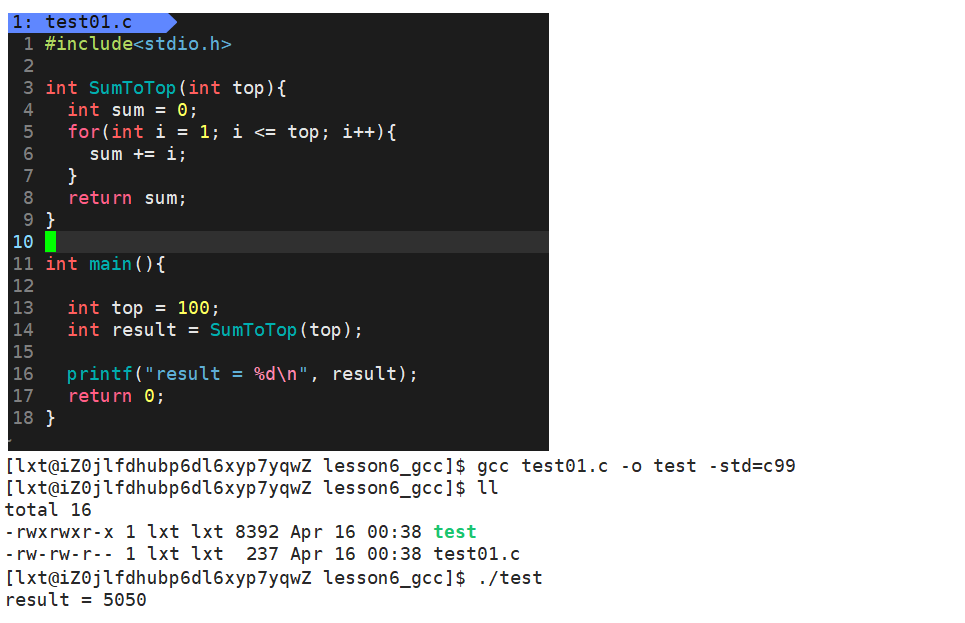 1: test01.c
1 #include<stdio.h>
2
3 int SumToTop(int top){
4   int sum = 0;
5   for(int i = 1; i <= top; i++){
6     sum += i;
7   }
8   return sum;
9 }
10
11 int main(){
12
13   int top = 100;
14   int result = SumToTop(top);
15
16   printf("result = %d\n", result);
17   return 0;
18 }
~
[lxt@iZ0jlfdhubp6dl6xyp7yqwZ lesson6_gcc]$ gcc test01.c -o test -std=c99
[lxt@iZ0jlfdhubp6dl6xyp7yqwZ lesson6_gcc]$ ll
total 16
-rwxrwxr-x 1 lxt lxt 8392 Apr 16 00:38 test
-rw-rw-r-- 1 lxt lxt  237 Apr 16 00:38 test01.c
[lxt@iZ0jlfdhubp6dl6xyp7yqwZ lesson6_gcc]$ ./test
result = 5050